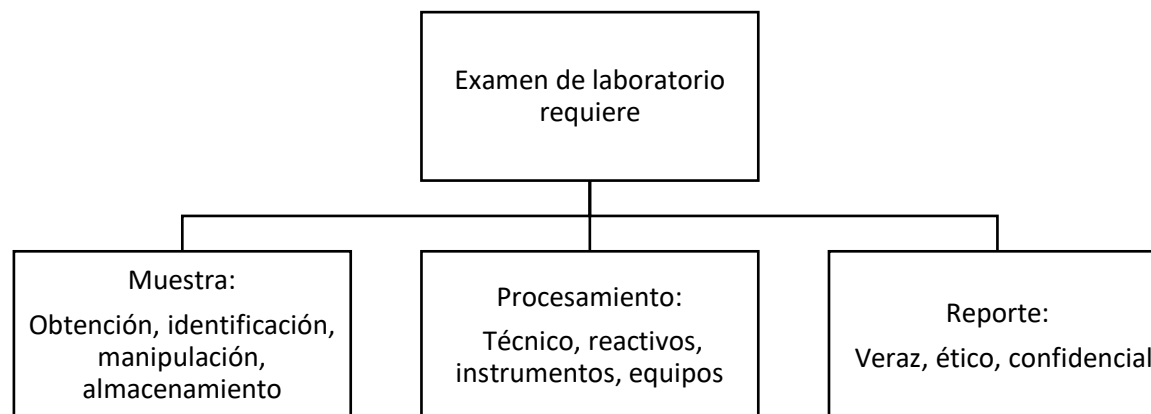 Examen de laboratorio
requiere
Muestra:
Obtención, identificación,
manipulación,
almacenamiento
Procesamiento:
Técnico, reactivos,
instrumentos, equipos
Reporte:
Veraz, ético, confidencial